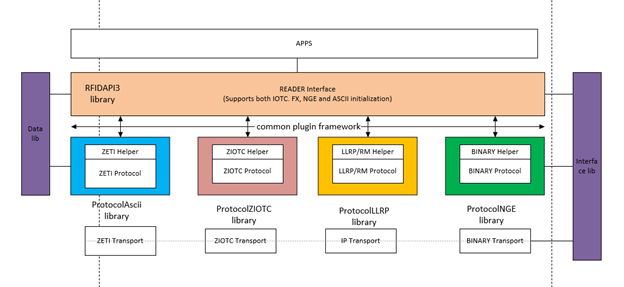 APPS
RFIDAPI3
library
READER Interface
(Supports both IOTC. FX, NGE and ASCII initialization)
Data
lib
common plugin framework
Interfa
ce lib
ZETI Helper
ZETI Protocol
ZIOTC Helper
ZIOTC Protocol
LLRP/RM Helper
LLRP/RM Protocol
BINARY Helper
BINARY Protocol
ProtocolAscii
library
ProtocolZIOTC
library
ProtocolLLRP
library
ProtocolNGE
library
ZETI Transport
ZIOTC Transport
IP Transport
BINARY Transport